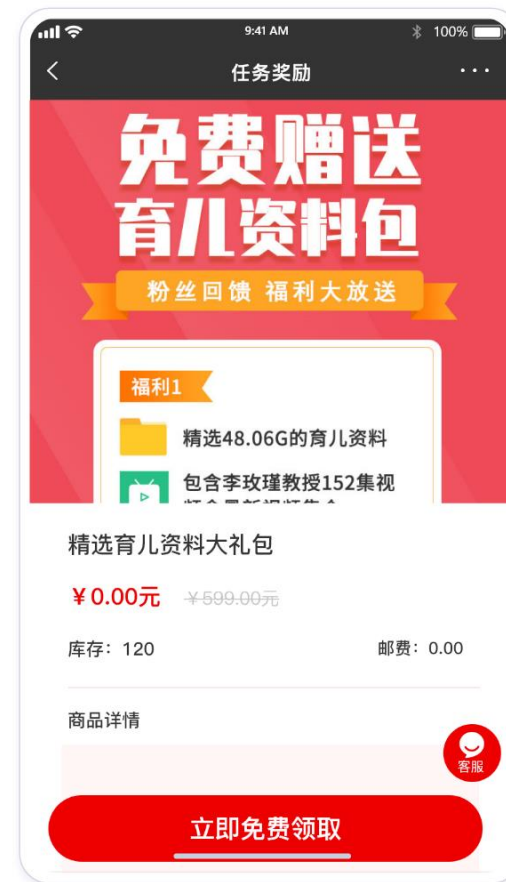 9:41 AM
100%
任务奖励
免费赠送
育儿资料包
粉丝回馈 福利大放送
福利1
精选48.06G的育儿资料
包含李玫瑾教授152集视
精选育儿资料大礼包
￥0.00元 ￥599.00元
库存：120 邮费：0.00
商品详情
客服
立即免费领取